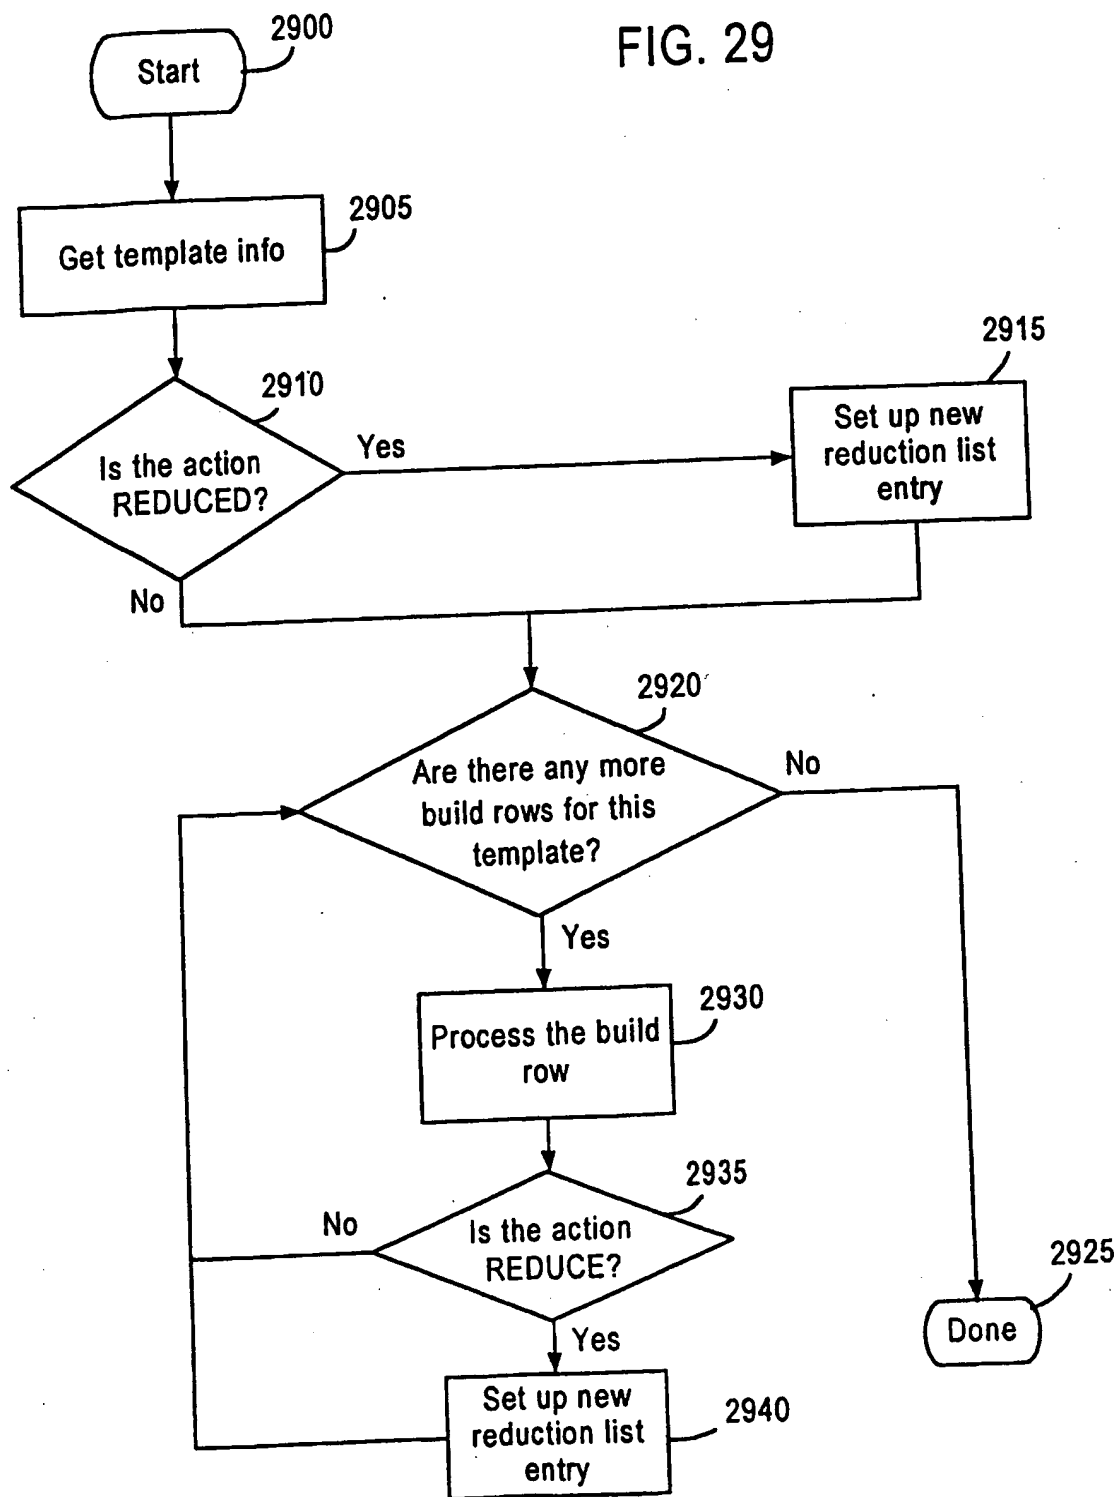 FIG. 29
2900
Start
2905
Get template info
2910
Is the action
REDUCED?
Yes
No
2915
Set up new
reduction list
entry
2920
Are there any more
build rows for this
template?
No
Yes
2930
Process the build
row
2935
Is the action
REDUCE?
No
Yes
2925
Done
2940
Set up new
reduction list
entry